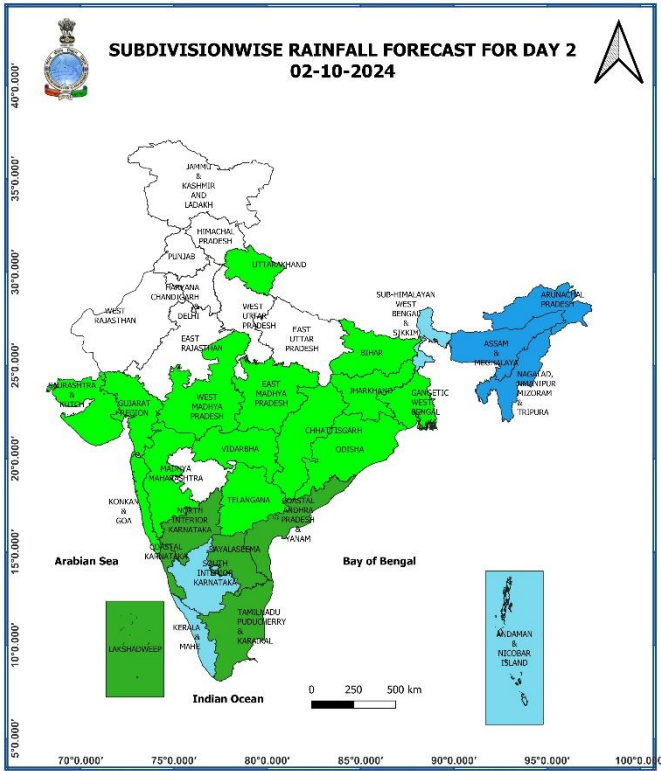 SUBDIVISIONWISE RAINFALL FORECAST FOR DAY 2
02-10-2024
40°0.000'
35°0.000'
30°0.000'
25°0.000'
20°0.000'
15°0.000'
10°0.000'
5°0.000'
JAMMU
&
KASHMIR
AND
LADAKH
HIMACHAL
PRADESH
PUNJAB
UTTARAKHAND
HARYANA
CHANDIGARH
DELHI
WEST
RAJASTHAN
WEST
UTTAR
PRADESH
EAST
RAJASTHAN
EAST
UTTAR
PRADESH
SUB-HIMALAYAN
WEST
BENGAL
&
SIKKIM
ARUNACHAL
PRADESH
ASSAM
&
MEGHALAYA
NAGALAD,
MANIPUR
MIZORAM
&
TRIPURA
BIHAR
SAURASHTRA
&
KUTCH
GUJARAT
REGION
WEST
MADHYA
PRADESH
EAST
MADHYA
PRADESH
JHARKHAND
GANGETIC
WEST
BENGAL
CHHATTISGARH
ODISHA
VIDARBHA
MADHYA
MAHARASHTRA
TELANGANA
KONKAN
&
GOA
NORTH
INTERIOR
KARNATAKA
COASTAL
ANDHRA
PRADESH
&
YANAM
COASTAL
KARNATAKA
RAYALASEEMA
SOUTH
INTERIOR
KARNATAKA
Arabian Sea
Bay of Bengal
KERALA
&
MAHE
TAMILNADU
PUDUCHERRY
&
KARAIKAL
LAKSHADWEEP
ANDAMAN
&
NICOBAR
ISLAND
Indian Ocean
0 250 500 km
70°0.000' 75°0.000' 80°0.000' 85°0.000' 90°0.000' 95°0.000' 100°0.000'